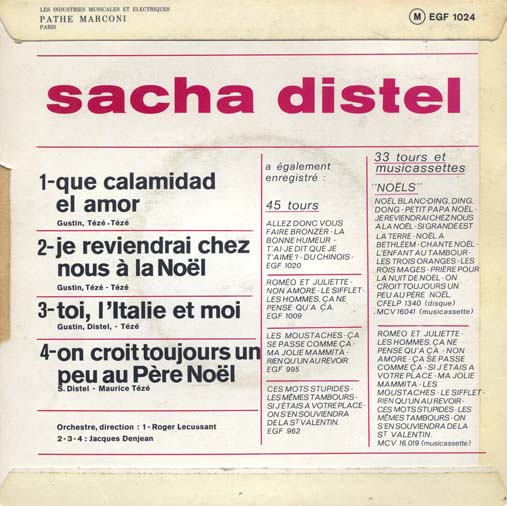 LES INDUSTRIES MUSICALES ET ELECTRIQUES
PATHE MARCONI
PARIS
Ⓜ EGF 1024
sacha distel
1-que calamidad
el amor
Gustin, Tézé-Tézé
2-je reviendrai chez
nous à la Noël
Gustin, Tézé - Tézé
3-toi, l'Italie et moi
Gustin, Distel, - Tézé
4-on croit toujours un
peu au Père Noël
S. Distel - Maurice Tézé
Orchestre, direction : 1- Roger Lecussant
2-3-4 : Jacques Denjean
a également
enregistré :
45 tours
ALLEZ DONC VOUS
FAIRE BRONZER - LA
BONNE HUMEUR -
T'AI-JE DIT QUE JE
T'AIME? - DU CHINOIS -
EGF 1020
ROMÉO ET JULIETTE -
NON AMORE - LE SIFFLET -
LES HOMMES, ÇA NE
PENSE QU'A ÇA.
EGF 1009
LES MOUSTACHES - ÇA
SE PASSE COMME ÇA -
MA JOLIE MAMMITA -
RIEN QU'UN AU REVOIR
EGF 995
CES MOTS STUPIDES - LES
MÊMES TAMBOURS -
SI J'ÉTAIS A VOTRE PLACE -
ON S'EN SOUVIENDRA
DE LA ST VALENTIN.
EGF 962
33 tours et
musicassettes
"NOËLS"
NOËL BLANC-DING, DING,
DONG - PETIT PAPA NOËL -
JE REVIENDRAI CHEZ NOUS
A LA NOËL - SI GRANDE EST
LA TERRE - NOËL A
BETHLÉEM - CHANTE NOËL -
L'ENFANT AU TAMBOUR -
LES TROIS ORANGES - LES
ROIS MAGES - PRIÈRE POUR
LA NUIT DE NOEL - ON
CROIT TOUJOURS UN
PEU AU PÈRE NOËL
CFELP 1340 (disque)
- MCV 16041 (musicassette)
ROMÉO ET JULIETTE -
LES HOMMES, ÇA NE
PENSE QU'A ÇA - NON
AMORE - ÇA SE PASSE
COMME ÇA - SI J'ÉTAIS A
VOTRE PLACE - MA JOLIE
MAMMITA - LES
MOUSTACHES - LE SIFFLET -
RIEN QU'UN AU REVOIR -
CES MOTS STUPIDES - LES
MÊMES TAMBOURS - ON
S'EN SOUVIENDRA DE LA
ST VALENTIN.
MCV 16.019 (musicassette)